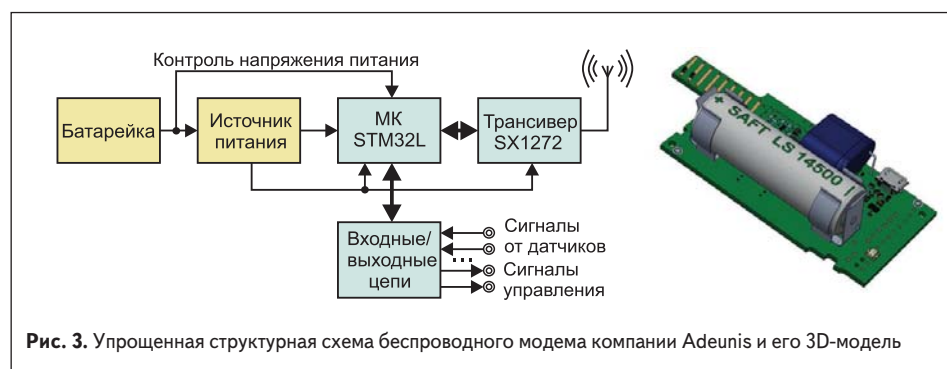 Контроль напряжения питания
Батарейка
Источник
питания
МК
STM32L
Трансивер
SX1272
Входные/
выходные
цепи
Сигналы
от датчиков
Сигналы
управления
+ SAFT LS 14500
Рис. 3. Упрощенная структурная схема беспроводного модема компании Adeunis и его 3D-модель